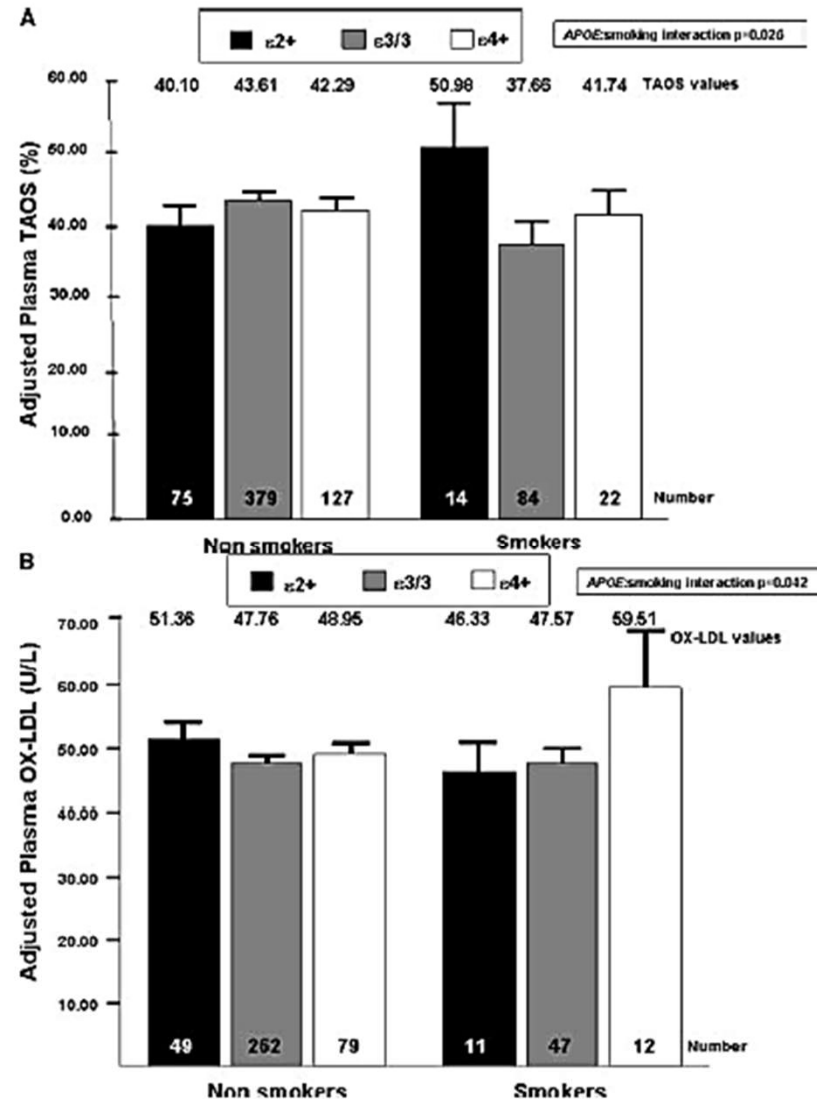 A
ε2+ ε3/3 ε4+
APOE:smoking interaction p=0.026
60.00 40.10 43.61 42.29 50.98 37.66 41.74 TAOS values
50.00
40.00
30.00
20.00
10.00
0.00
Adjusted Plasma TAOS (%)
75 379 127 14 84 22 Number
Non smokers Smokers
B
ε2+ ε3/3 ε4+
APOE:smoking interaction p=0.042
70.00 51.36 47.76 48.95 46.33 47.57 59.51
OX-LDL values
60.00
50.00
40.00
30.00
20.00
10.00
Adjusted Plasma OX-LDL (U/L)
49 262 79 11 47 12 Number
Non smokers Smokers